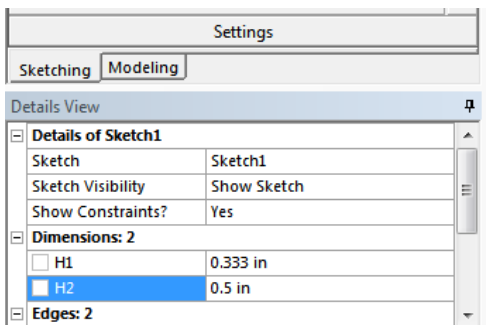 Settings
Sketching Modeling
Details View
Details of Sketch1
Sketch Sketch1
Sketch Visibility Show Sketch
Show Constraints? Yes
Dimensions: 2
H1 0.333 in
H2 0.5 in
Edges: 2